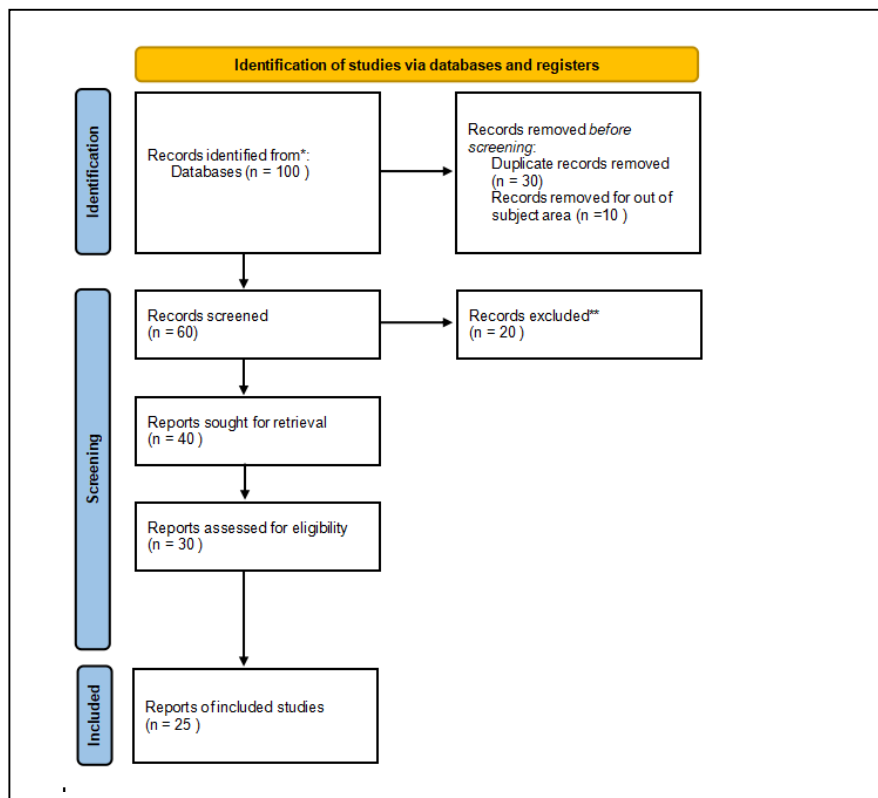 Identification of studies via databases and registers
Identification
Records identified from*:
Databases (n = 100 )
Records removed before
screening:
Duplicate records removed
(n = 30)
Records removed for out of
subject area (n =10 )
Screening
Records screened
(n = 60)
Records excluded**
(n = 20 )
Reports sought for retrieval
(n = 40 )
Reports assessed for eligibility
(n = 30 )
Included
Reports of included studies
(n = 25 )